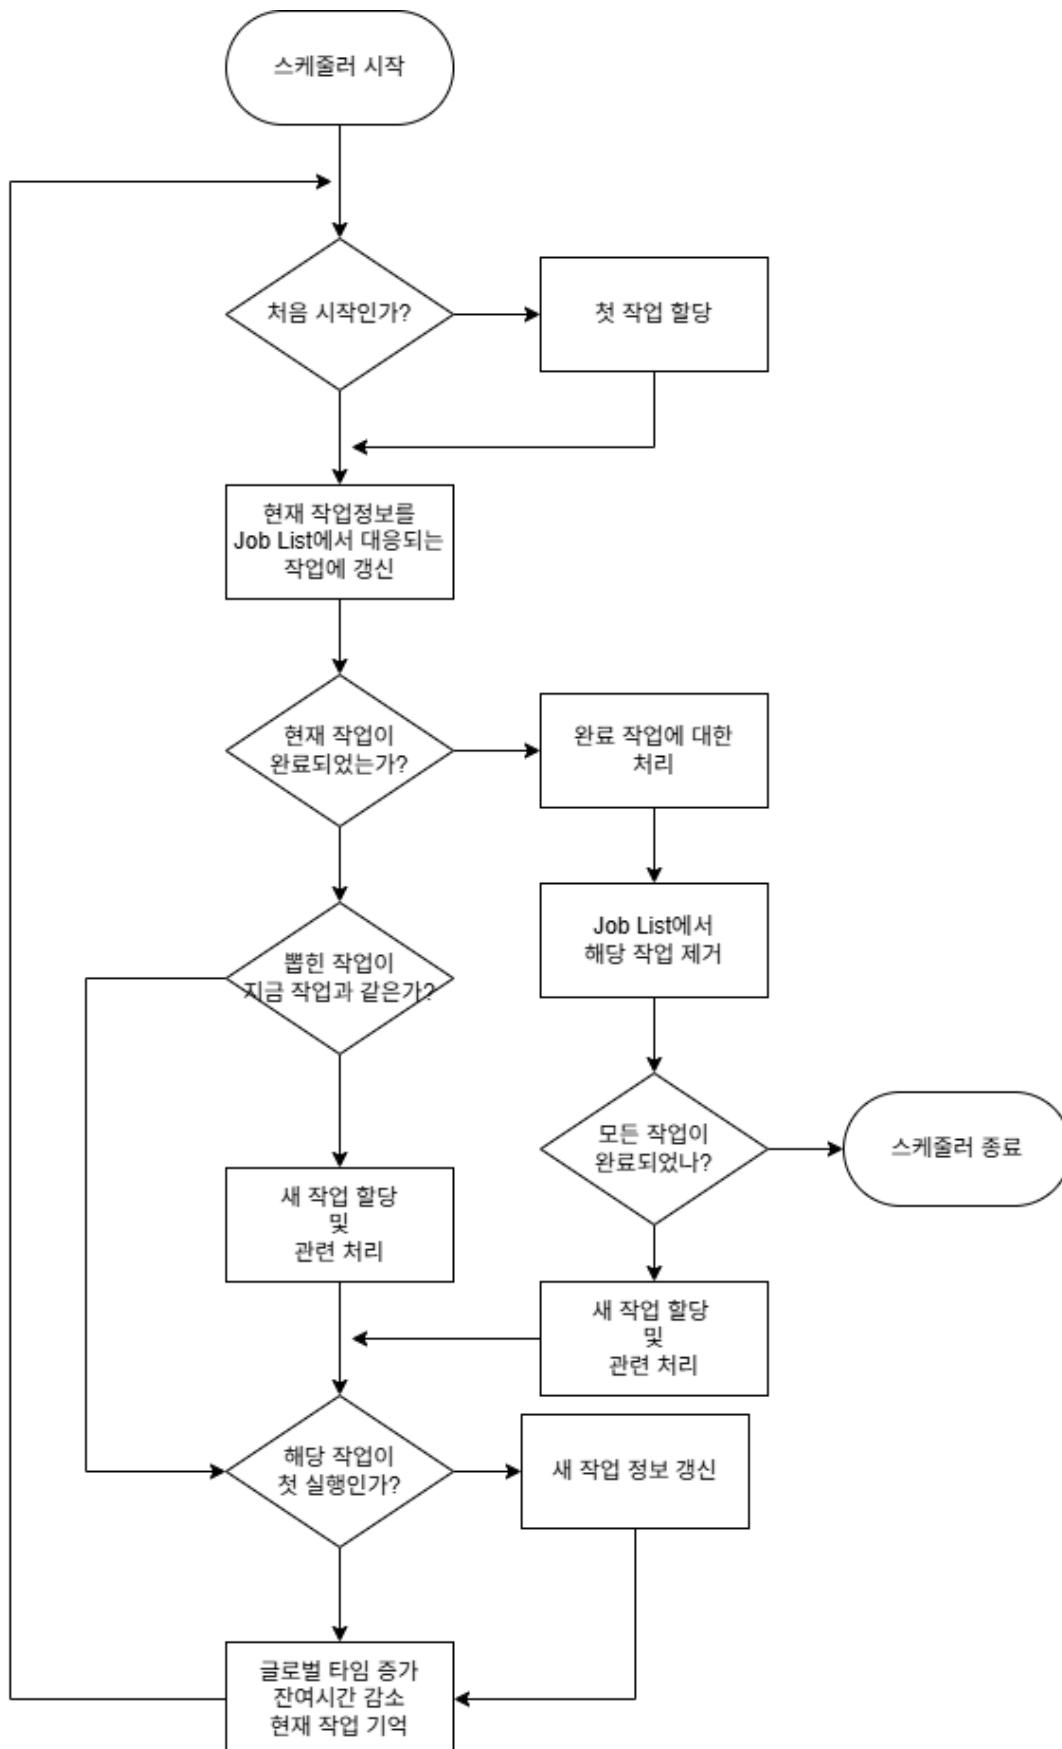 스케줄러 시작
처음 시작인가?
첫 작업 할당
현재 작업정보를
Job List에서 대응되는
작업에 갱신
현재 작업이
완료되었는가?
완료 작업에 대한
처리
뽑힌 작업이
지금 작업과 같은가?
Job List에서
해당 작업 제거
모든 작업이
완료되었나?
스케줄러 종료
새 작업 할당
및
관련 처리
새 작업 할당
및
관련 처리
해당 작업이
첫 실행인가?
새 작업 정보 갱신
글로벌 타임 증가
잔여시간 감소
현재 작업 기억